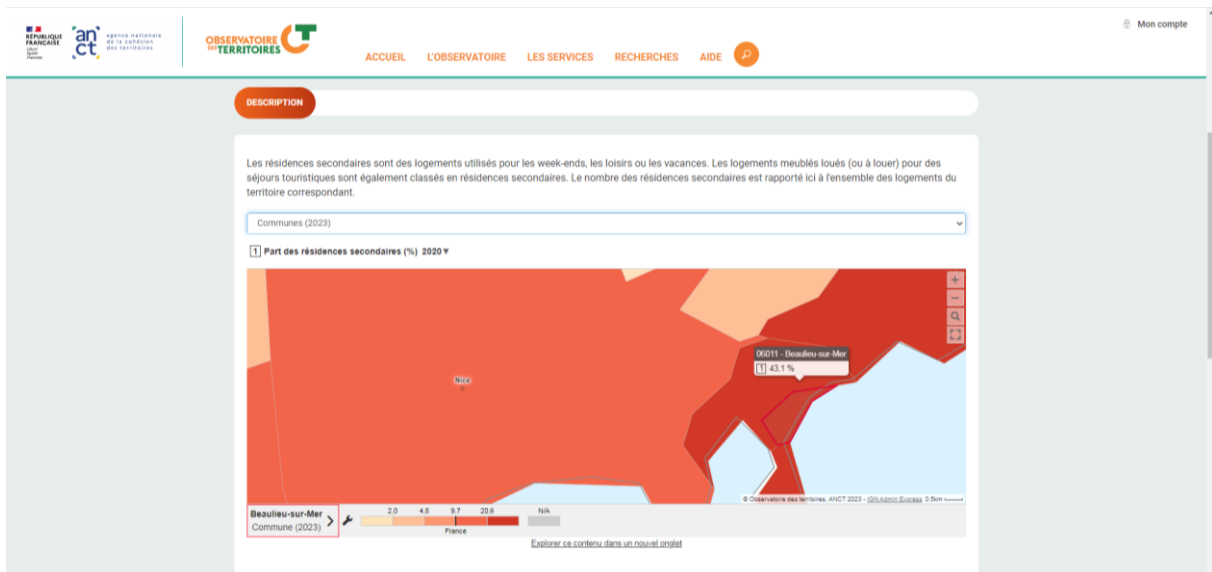 RÉPUBLIQUE
FRANÇAISE
Liberté
Égalité
Fraternité
an
ct
agence nationale
de la cohésion
des territoires
OBSERVATOIRE
DES TERRITOIRES
CT
ACCUEIL
L'OBSERVATOIRE
LES SERVICES
RECHERCHES
AIDE
Mon compte
DESCRIPTION
Les résidences secondaires sont des logements utilisés pour les week-ends, les loisirs ou les vacances. Les logements meublés loués (ou à louer) pour des
séjours touristiques sont également classés en résidences secondaires. Le nombre des résidences secondaires est rapporté ici à l'ensemble des logements du
territoire correspondant.
Communes (2023)
1 Part des résidences secondaires (%) 2020 ▼
06011 - Beaulieu-sur-Mer
1 43,1 %
Nice
© Observatoire des territoires, ANCT 2023 - IGN Admin Express 0.5km
Beaulieu-sur-Mer
Commune (2023)
2,0 4,8 9,7 20,6 N/A
France
Explorer ce contenu dans un nouvel onglet